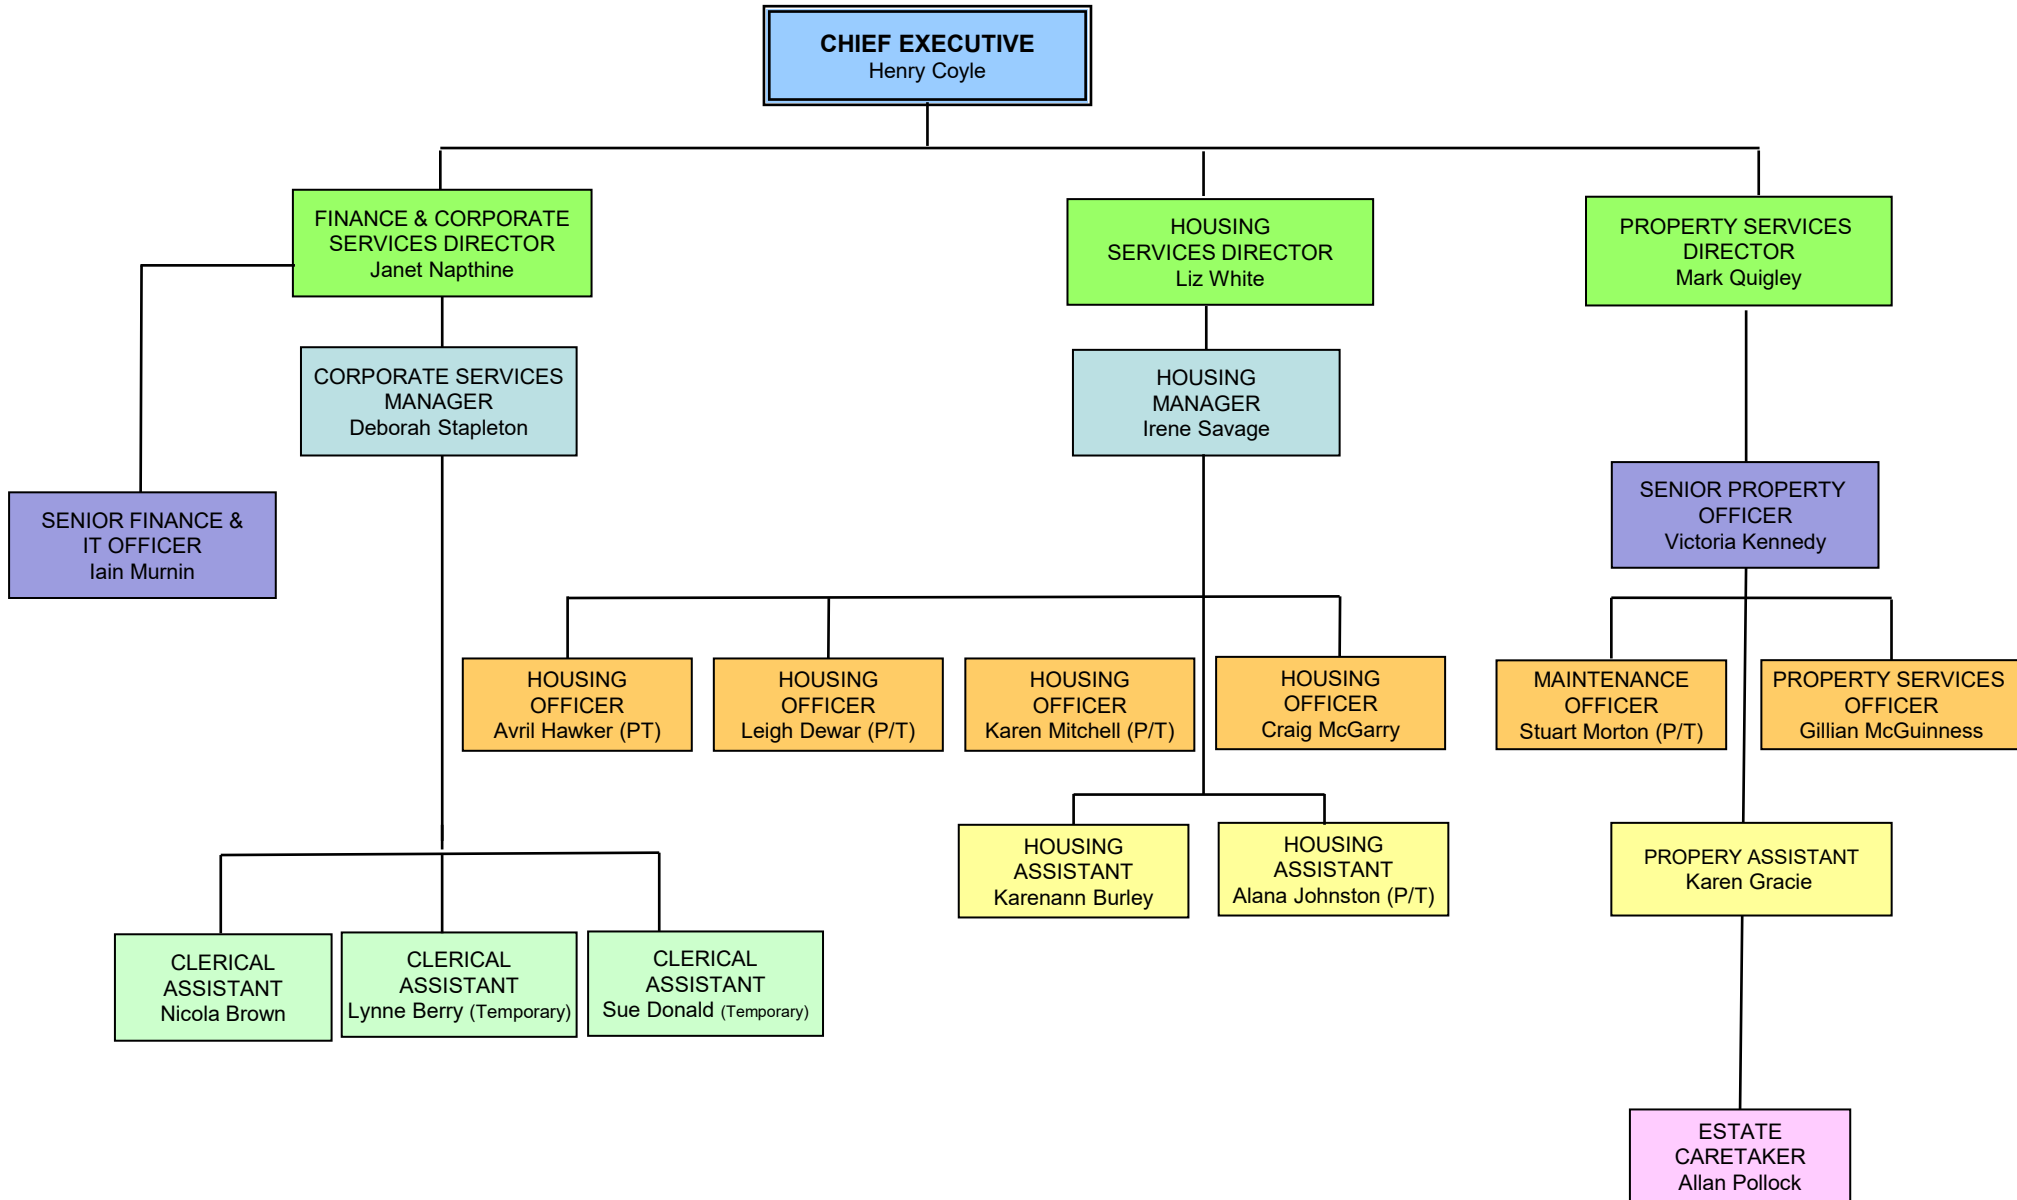 CHIEF EXECUTIVE
Henry Coyle
FINANCE & CORPORATE
SERVICES DIRECTOR
Janet Napthine
HOUSING
SERVICES DIRECTOR
Liz White
PROPERTY SERVICES
DIRECTOR
Mark Quigley
CORPORATE SERVICES
MANAGER
Deborah Stapleton
HOUSING
MANAGER
Irene Savage
SENIOR FINANCE &
IT OFFICER
Iain Murnin
SENIOR PROPERTY
OFFICER
Victoria Kennedy
HOUSING
OFFICER
Avril Hawker (PT)
HOUSING
OFFICER
Leigh Dewar (P/T)
HOUSING
OFFICER
Karen Mitchell (P/T)
HOUSING
OFFICER
Craig McGarry
MAINTENANCE
OFFICER
Stuart Morton (P/T)
PROPERTY SERVICES
OFFICER
Gillian McGuinness
HOUSING
ASSISTANT
Karenann Burley
HOUSING
ASSISTANT
Alana Johnston (P/T)
PROPERY ASSISTANT
Karen Gracie
CLERICAL
ASSISTANT
Nicola Brown
CLERICAL
ASSISTANT
Lynne Berry (Temporary)
CLERICAL
ASSISTANT
Sue Donald (Temporary)
ESTATE
CARETAKER
Allan Pollock